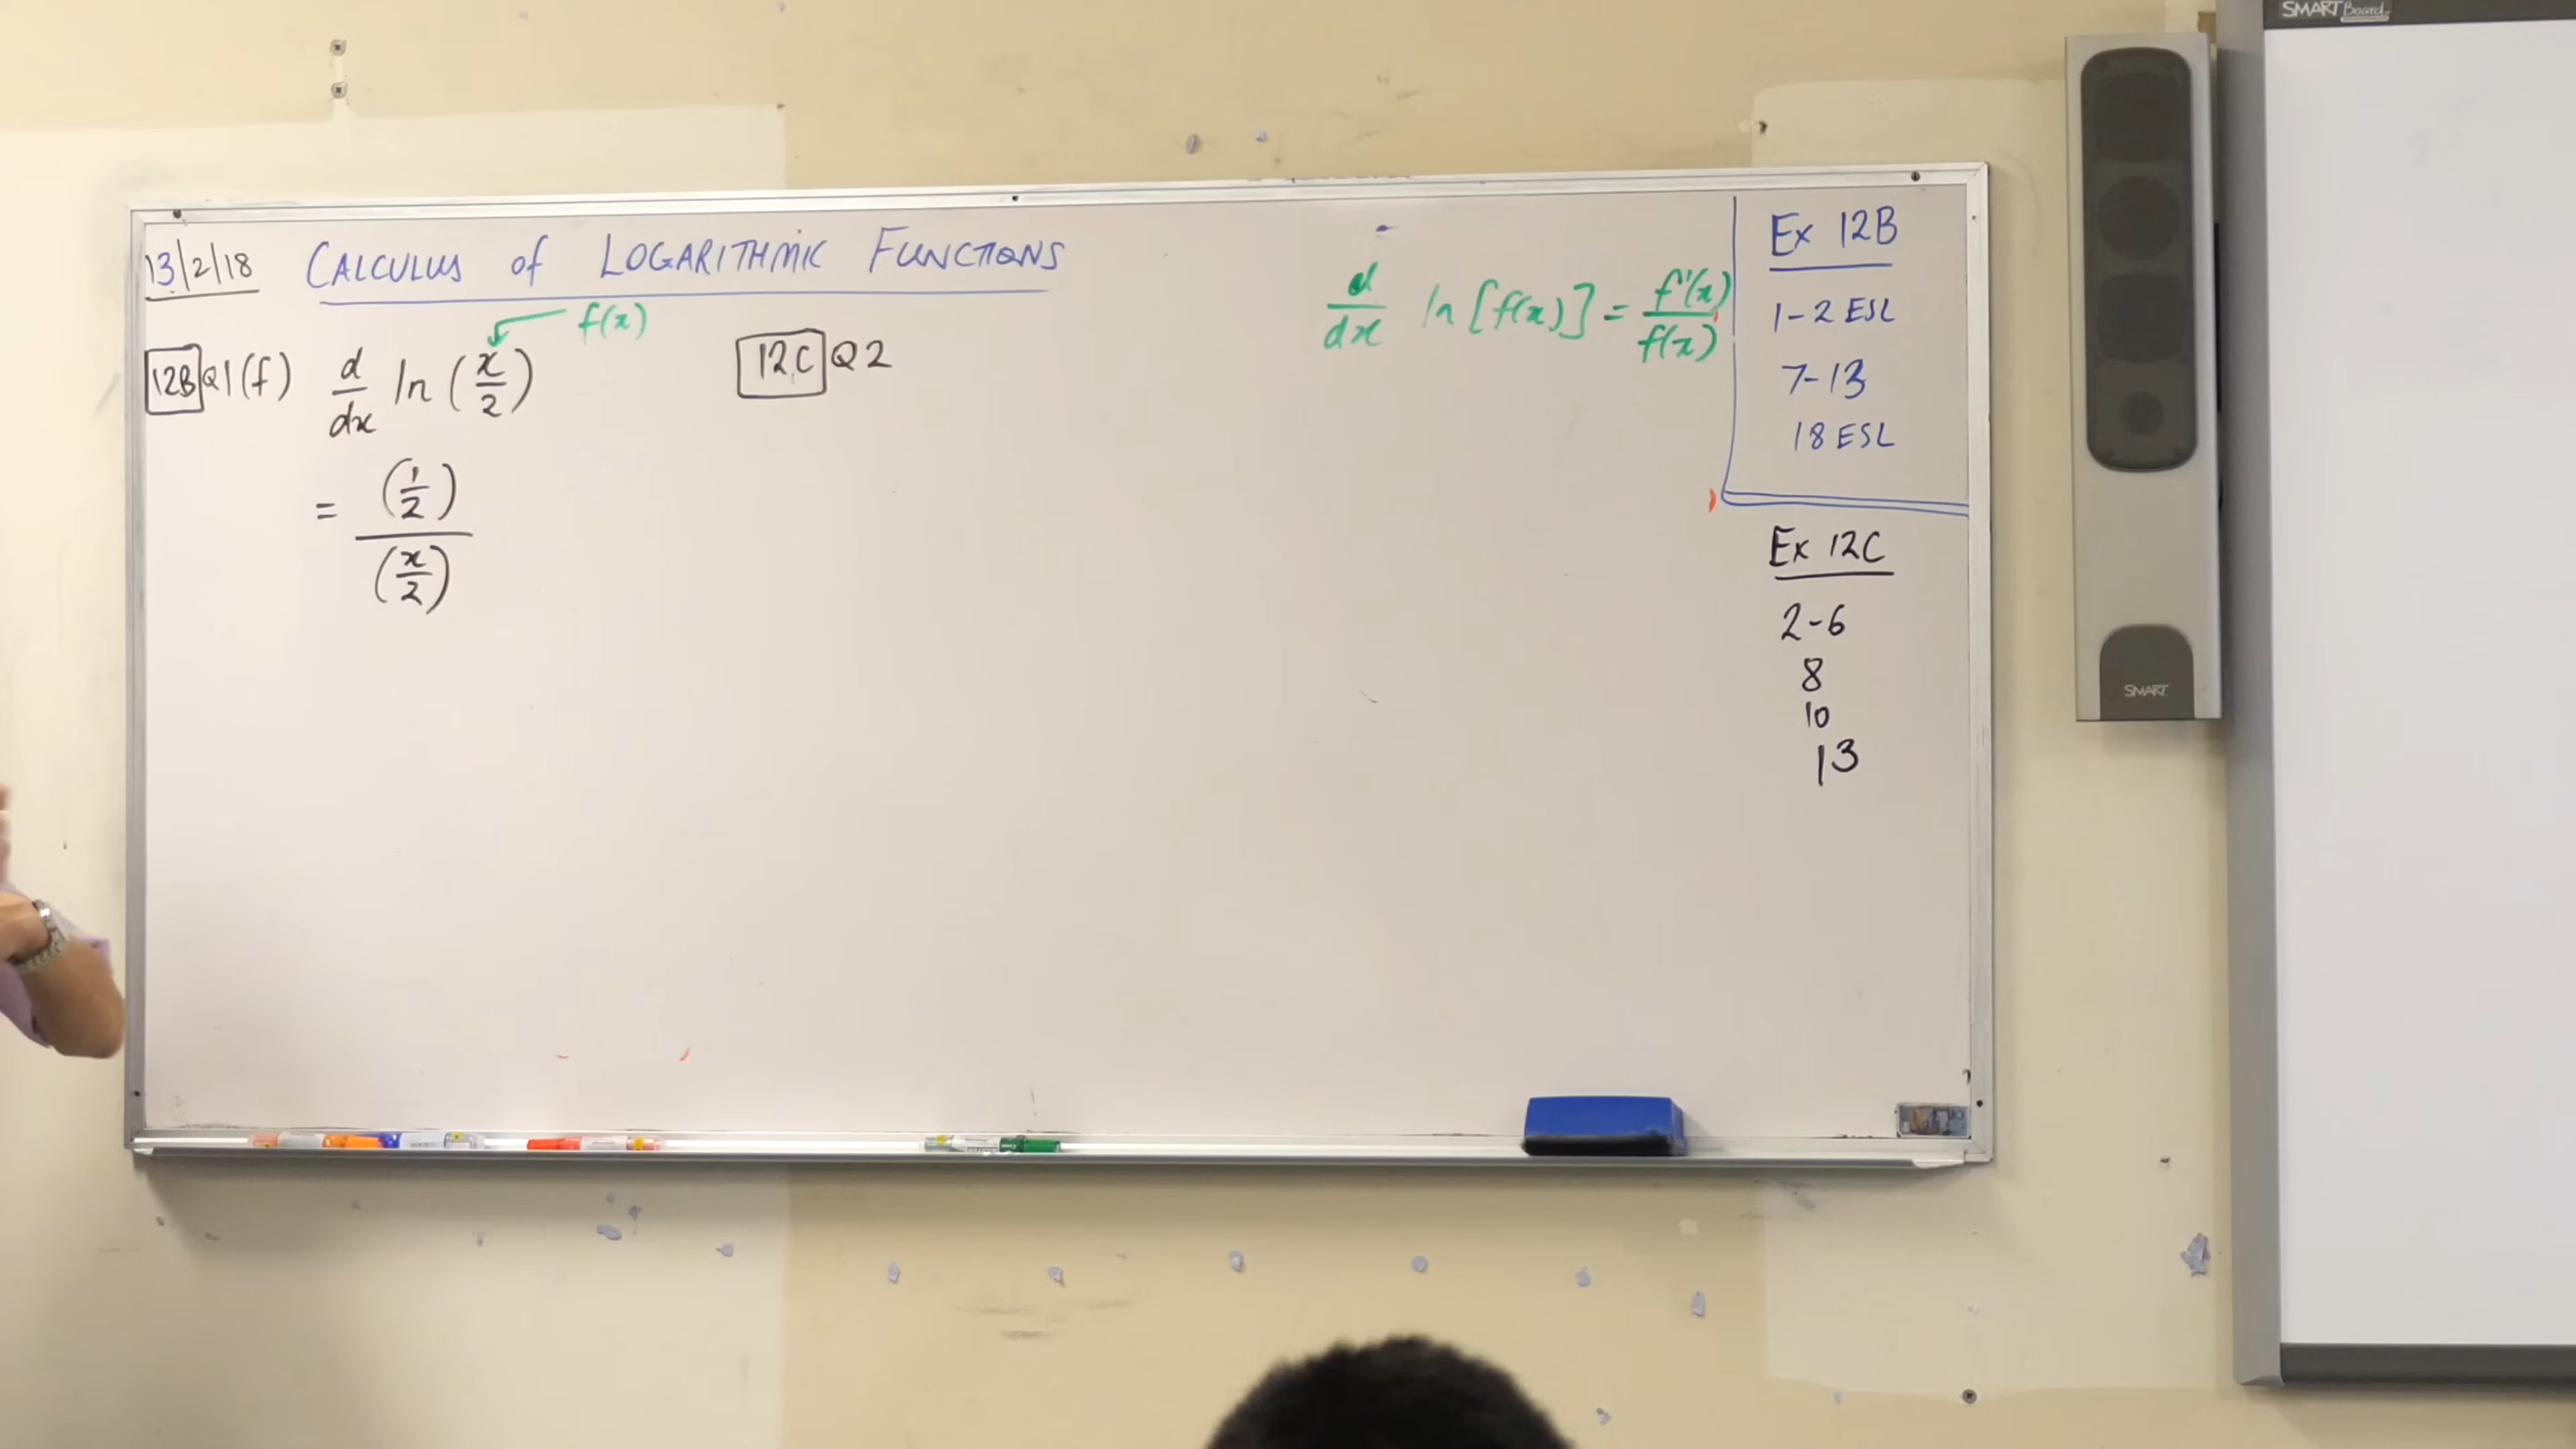 SMART Board
13/2/18 CALCULUS of LOGARITHMIC FUNCTIONS
f(x)
12B Q1(f) d/dx ln(x/2)
= (1/2)/(x/2)
12C Q2
d/dx ln[f(x)] = f'(x)/f(x)
Ex 12B
1-2 ESL
7-13
18 ESL
Ex 12C
2-6
8
10
13
SMART